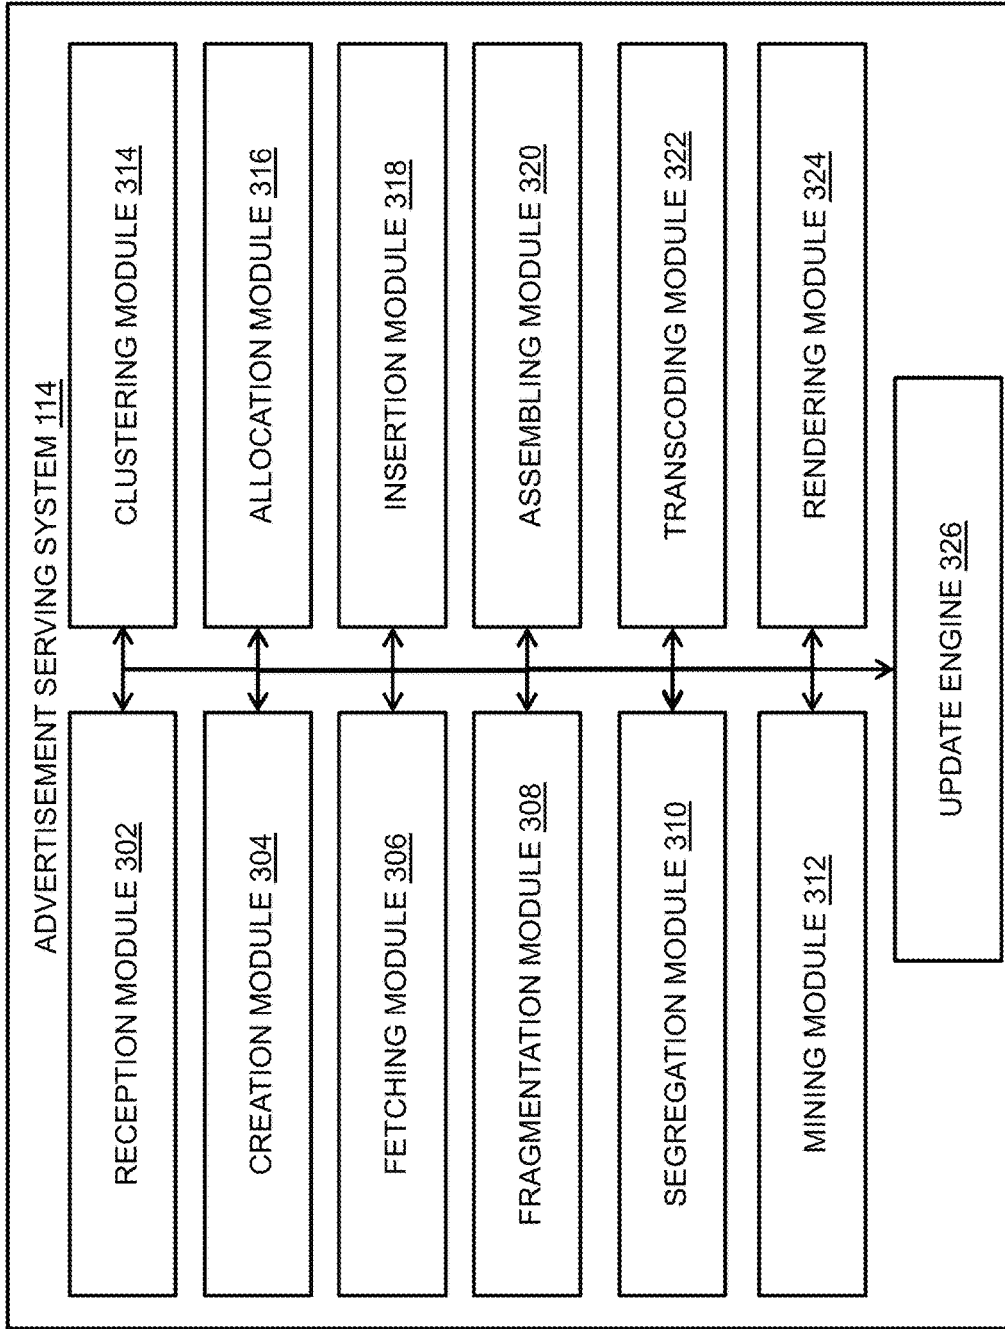 ADVERTISEMENT SERVING SYSTEM 114
RECEPTION MODULE 302
CLUSTERING MODULE 314
CREATION MODULE 304
ALLOCATION MODULE 316
FETCHING MODULE 306
INSERTION MODULE 318
FRAGMENTATION MODULE 308
ASSEMBLING MODULE 320
SEGREGATION MODULE 310
TRANSCODING MODULE 322
MINING MODULE 312
RENDERING MODULE 324
UPDATE ENGINE 326